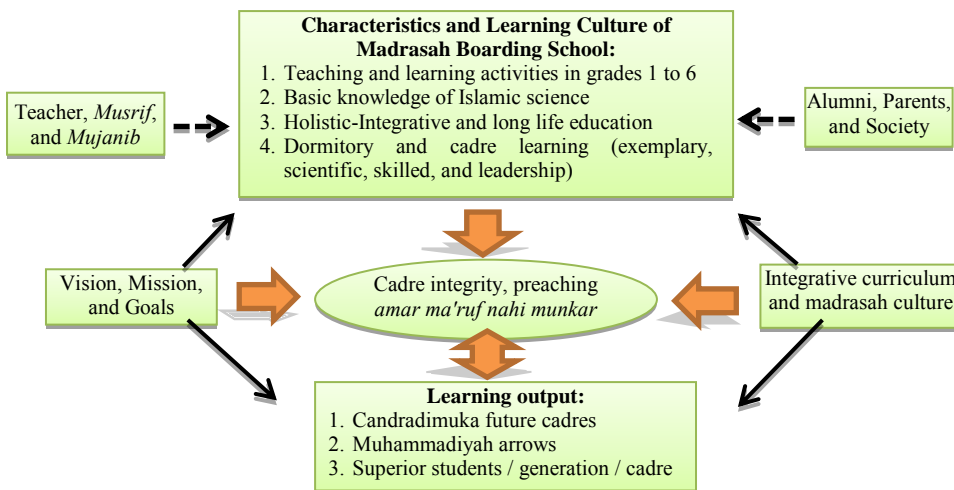 Characteristics and Learning Culture of
Madrasah Boarding School:
1. Teaching and learning activities in grades 1 to 6
2. Basic knowledge of Islamic science
3. Holistic-Integrative and long life education
4. Dormitory and cadre learning (exemplary,
scientific, skilled, and leadership)
Teacher, Musrif,
and Mujanib
Alumni, Parents,
and Society
Vision, Mission,
and Goals
Cadre integrity, preaching
amar ma'ruf nahi munkar
Integrative curriculum
and madrasah culture
Learning output:
1. Candradimuka future cadres
2. Muhammadiyah arrows
3. Superior students / generation / cadre